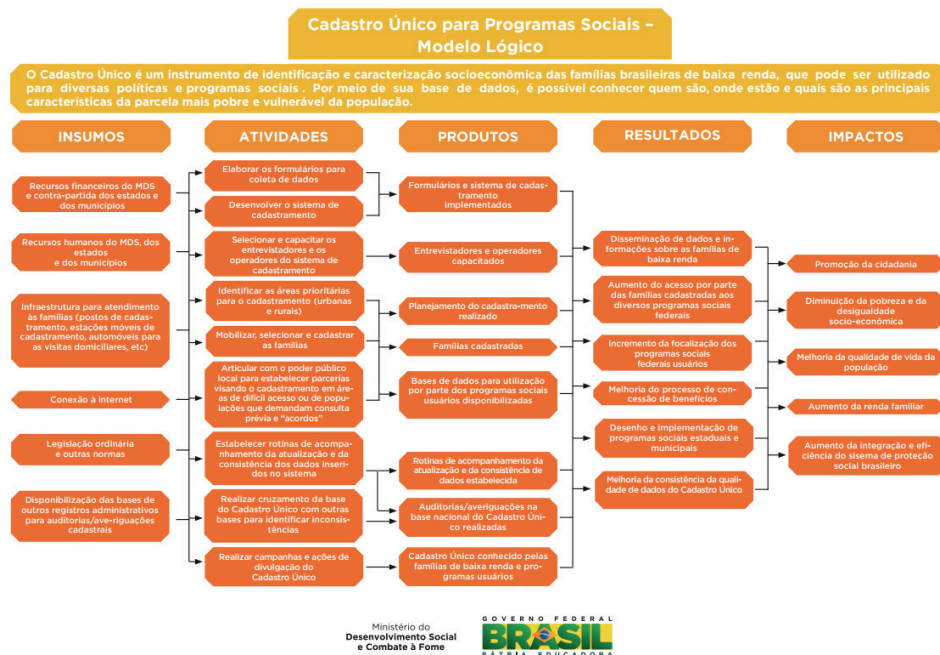 Cadastro Único para Programas Sociais –
Modelo Lógico
O Cadastro Único é um instrumento de identificação e caracterização socioeconômica das famílias brasileiras de baixa renda, que pode ser utilizado
para diversas políticas e programas sociais . Por meio de sua base de dados, é possível conhecer quem são, onde estão e quais são as principais
características da parcela mais pobre e vulnerável da população.
INSUMOS
Recursos financeiros do MDS
e contra-partida dos estados e
dos municípios
Recursos humanos do MDS, dos
estados
e dos municípios
Infraestrutura para atendimento
às famílias (postos de cadas-
tramento, estações móveis de
cadastramento, automóveis para
as visitas domiciliares, etc)
Conexão à internet
Legislação ordinária
e outras normas
Disponibilização das bases de
outros registros administrativos
para auditorias/ave-riguações
cadastrais
ATIVIDADES
Elaborar os formulários para
coleta de dados
Desenvolver o sistema de
cadastramento
Selecionar e capacitar os
entrevistadores e os
operadores do sistema de
cadastramento
Identificar as áreas prioritárias
para o cadastramento (urbanas
e rurais)
Mobilizar, selecionar e cadastrar
as famílias
Articular com o poder público
local para estabelecer parcerias
visando o cadastramento em áre-
as de difícil acesso ou de popu-
lações que demandam consulta
prévia e “acordos”
Estabelecer rotinas de acompa-
nhamento da atualização e da
consistência dos dados inseri-
dos no sistema
Realizar cruzamento da base
do Cadastro Único com outras
bases para identificar inconsis-
tências
Realizar campanhas e ações de
divulgação do
Cadastro Único
PRODUTOS
Formulários e sistema de cadas-
tramento
implementados
Entrevistadores e operadores
capacitados
Planejamento do cadastra-mento
realizado
Famílias cadastradas
Bases de dados para utilização
por parte dos programas sociais
usuários disponibilizadas
Rotinas de acompanhamento da
atualização e da consistência de
dados estabelecida
Auditorias/averiguações na
base nacional do Cadastro Úni-
co realizadas
Cadastro Único conhecido pelas
famílias de baixa renda e pro-
gramas usuários
RESULTADOS
Disseminação de dados e in-
formações sobre as famílias de
baixa renda
Aumento do acesso por parte
das famílias cadastradas aos
diversos programas sociais
federais
Incremento da focalização dos
programas sociais
federais usuários
Melhoria do processo de con-
cessão de benefícios
Desenho e implementação de
programas sociais estaduais e
municipais
Melhoria da consistência da quali-
dade de dados do Cadastro Único
IMPACTOS
Promoção da cidadania
Diminuição da pobreza e da
desigualdade
socio-econômica
Melhoria da qualidade de vida da
população
Aumento da renda familiar
Aumento da integração e efi-
ciência do sisema de proteção
social brasileiro
Ministério do
Desenvolvimento Social
e Combate à Fome
GOVERNO FEDERAL
BRASIL
PÁTRIA EDUCADORA